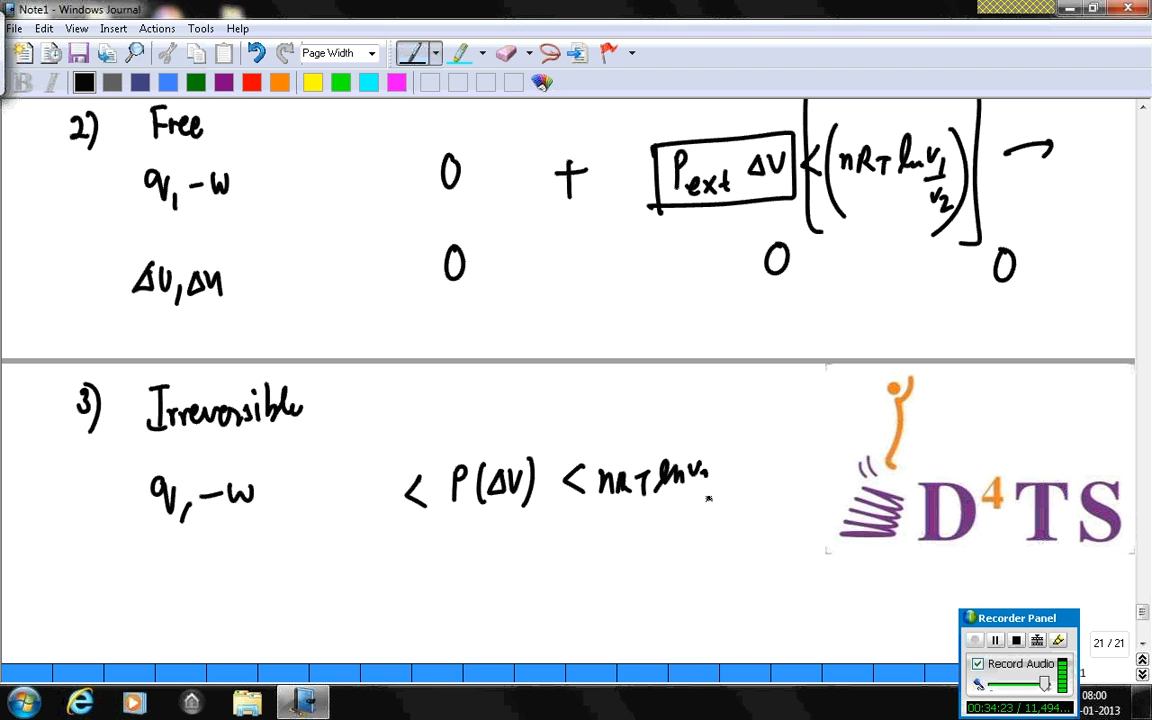 Note1 - Windows Journal
File Edit View Insert Actions Tools Help
Page Width
B I
2) Free
q, -w 0 + Pext ΔV < (nRT ln V1/V2) →
ΔU, ΔH 0 0 0
3) Irreversible
q, -w < P(ΔV) < nRT ln
D4TS
Recorder Panel
Record Audio
00:34:23 / 11,494...
21 / 21
1
08:00
-01-2013